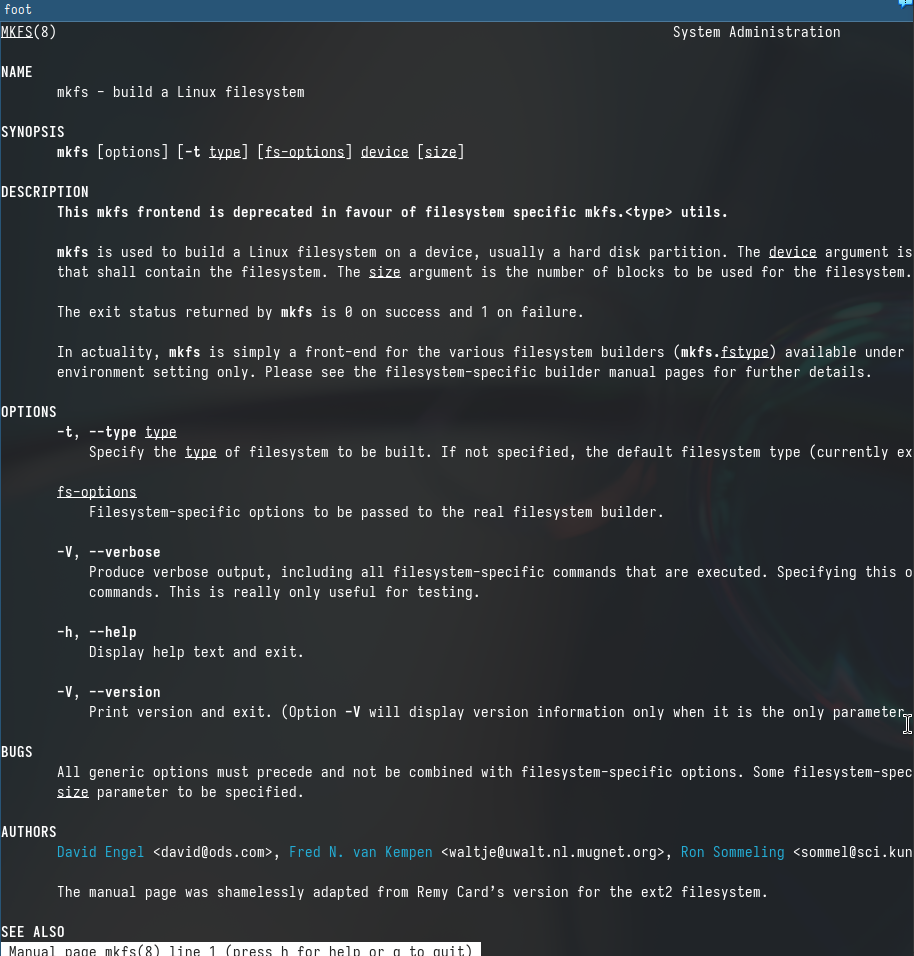 foot
MKFS(8)                    System Administration
NAME
mkfs - build a Linux filesystem
SYNOPSIS
mkfs [options] [-t type] [fs-options] device [size]
DESCRIPTION
This mkfs frontend is deprecated in favour of filesystem specific mkfs.<type> utils.
mkfs is used to build a Linux filesystem on a device, usually a hard disk partition. The device argument is
that shall contain the filesystem. The size argument is the number of blocks to be used for the filesystem.
The exit status returned by mkfs is 0 on success and 1 on failure.
In actuality, mkfs is simply a front-end for the various filesystem builders (mkfs.fstype) available under
environment setting only. Please see the filesystem-specific builder manual pages for further details.
OPTIONS
-t, --type type
Specify the type of filesystem to be built. If not specified, the default filesystem type (currently ex
fs-options
Filesystem-specific options to be passed to the real filesystem builder.
-V, --verbose
Produce verbose output, including all filesystem-specific commands that are executed. Specifying this o
commands. This is really only useful for testing.
-h, --help
Display help text and exit.
-V, --version
Print version and exit. (Option -V will display version information only when it is the only parameter
BUGS
All generic options must precede and not be combined with filesystem-specific options. Some filesystem-spec
size parameter to be specified.
AUTHORS
David Engel <david@ods.com>, Fred N. van Kempen <waltje@uwalt.nl.mugnet.org>, Ron Sommeling <sommel@sci.kun
The manual page was shamelessly adapted from Remy Card’s version for the ext2 filesystem.
SEE ALSO
Manual page mkfs(8) line 1 (press h for help or q to quit)